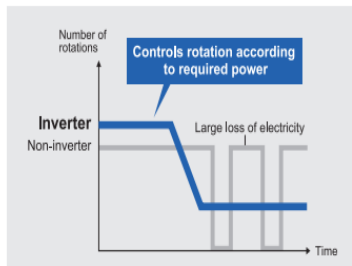 Number of
rotations
Controls rotation according
to required power
Inverter
Non-inverter
Large loss of electricity
Time